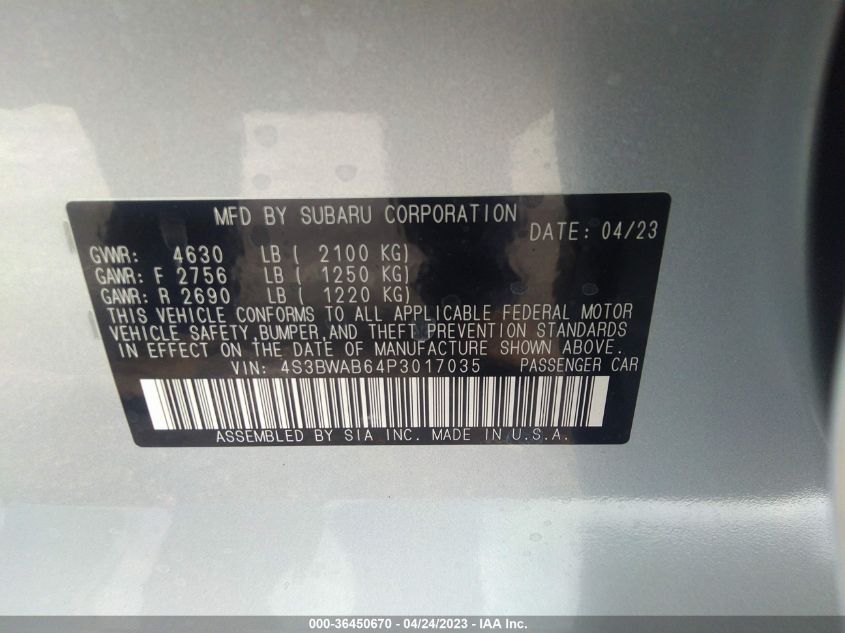 MFD BY SUBARU CORPORATION
DATE: 04/23
GVWR: 4630 LB ( 2100 KG)
GAWR: F 2756 LB ( 1250 KG)
GAWR: R 2690 LB ( 1220 KG)
THIS VEHICLE CONFORMS TO ALL APPLICABLE FEDERAL MOTOR
VEHICLE SAFETY,BUMPER,AND THEFT PREVENTION STANDARDS
IN EFFECT ON THE DATE OF MANUFACTURE SHOWN ABOVE.
VIN: 4S3BWAB64P3017035 PASSENGER CAR
ASSEMBLED BY SIA INC. MADE IN U.S.A.
000-36450670 - 04/24/2023 - IAA Inc.